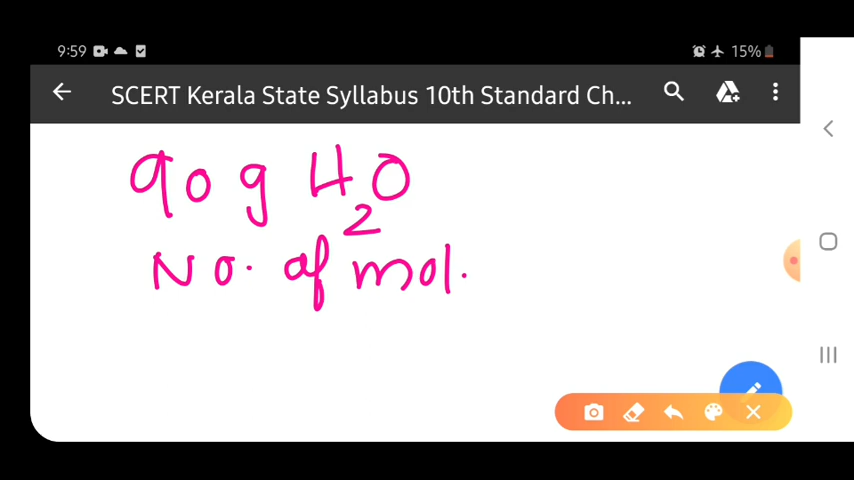 9:59
15%
SCERT Kerala State Syllabus 10th Standard Ch...
90 g H₂O
No. of mol.